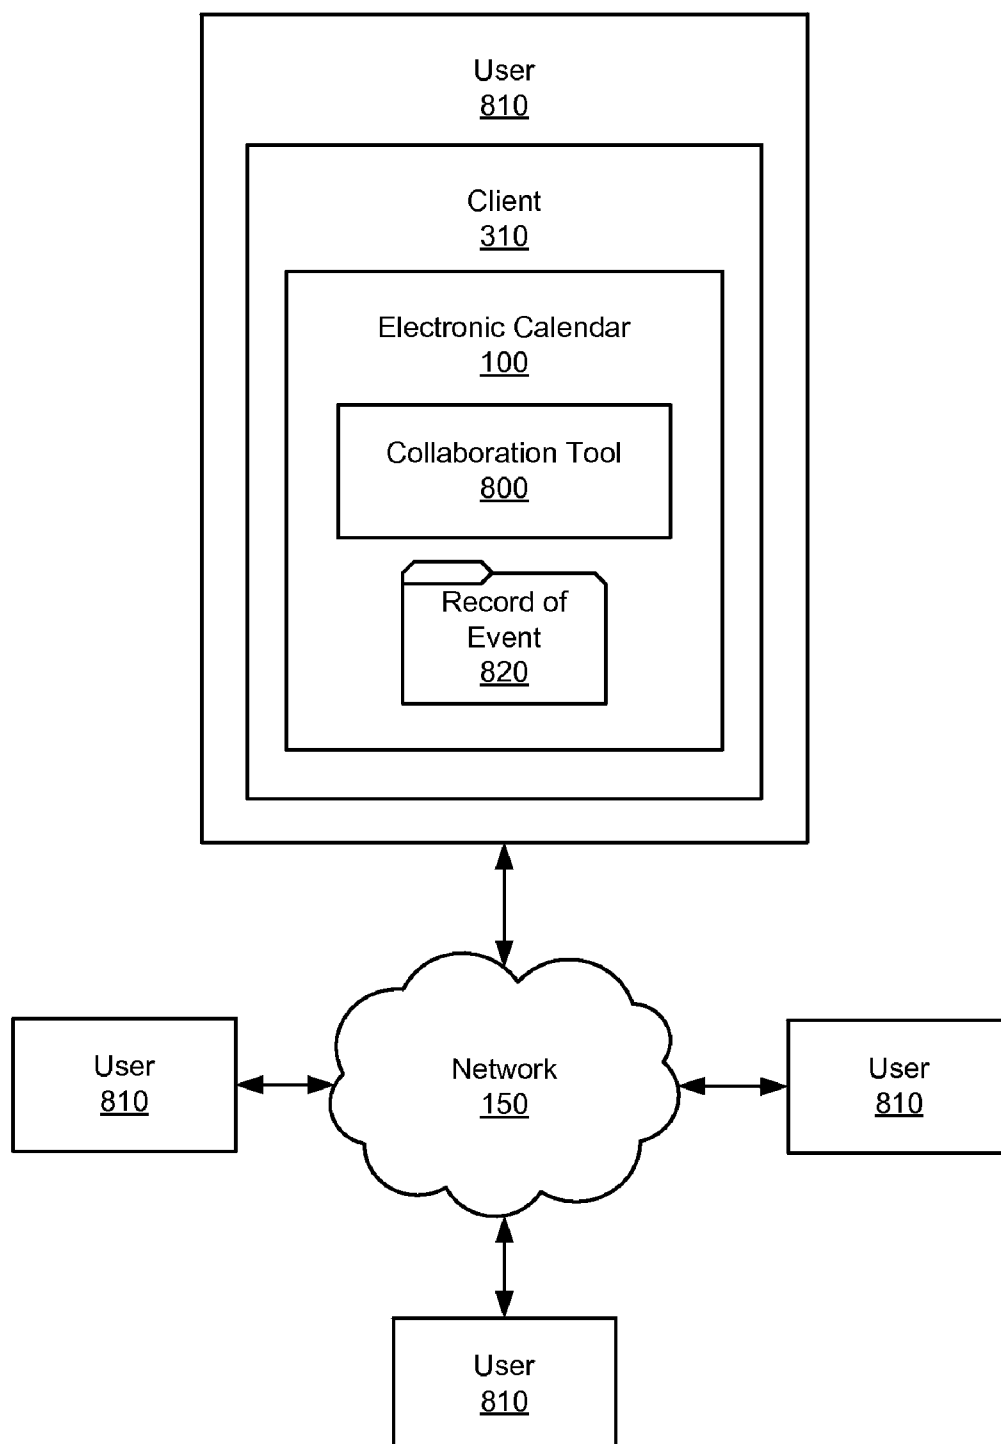 User
810
Client
310
Electronic Calendar
100
Collaboration Tool
800
Record of
Event
820
User
810
Network
150
User
810
User
810